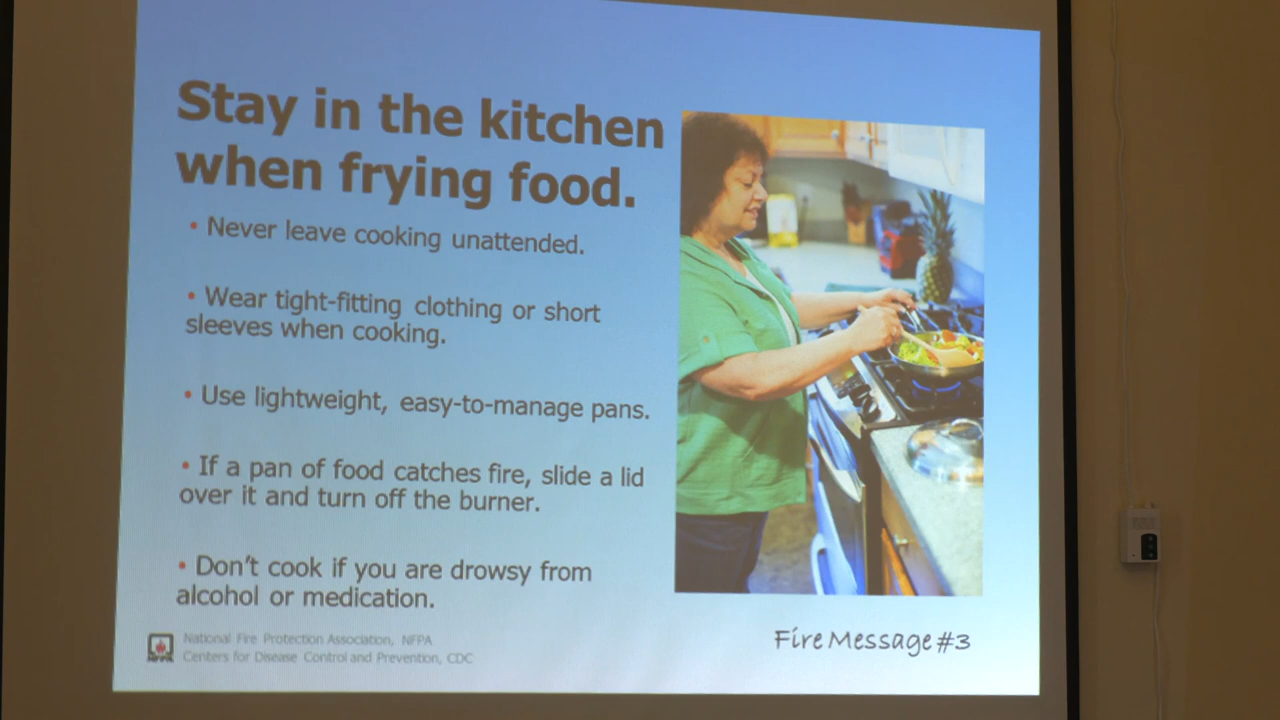 Stay in the kitchen
when frying food.
• Never leave cooking unattended.
• Wear tight-fitting clothing or short
sleeves when cooking.
• Use lightweight, easy-to-manage pans.
• If a pan of food catches fire, slide a lid
over it and turn off the burner.
• Don't cook if you are drowsy from
alcohol or medication.
NFPA
National Fire Protection Association, NFPA
Centers for Disease Control and Prevention, CDC
Fire Message #3